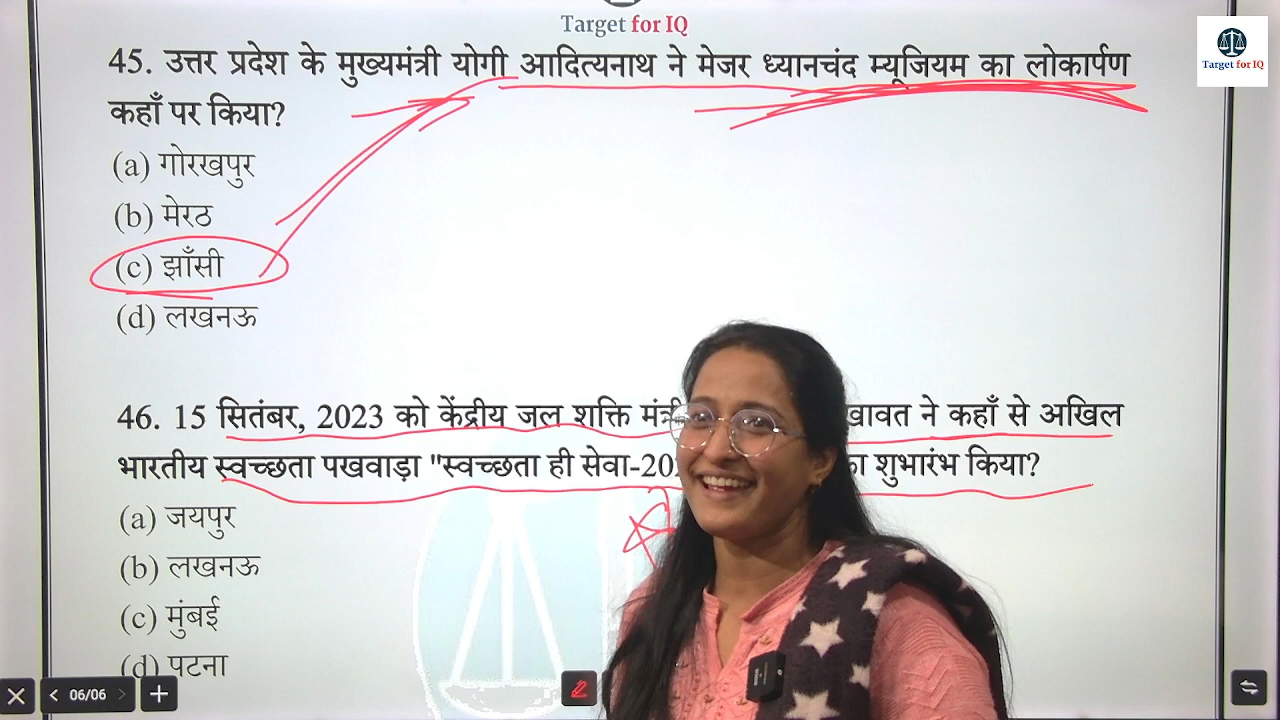 Target for IQ
Target for IQ
45. उत्तर प्रदेश के मुख्यमंत्री योगी आदित्यनाथ ने मेजर ध्यानचंद म्यूजियम का लोकार्पण
कहाँ पर किया?
(a) गोरखपुर
(b) मेरठ
(c) झाँसी
(d) लखनऊ
46. 15 सितंबर, 2023 को केंद्रीय जल शक्ति ने कहाँ से अखिल
भारतीय स्वच्छता पखवाड़ा "स्वच्छता ही सेवा शुभारंभ किया?
(a) जयपुर
(b) लखनऊ
(c) मुंबई
(d) पटना
06/06